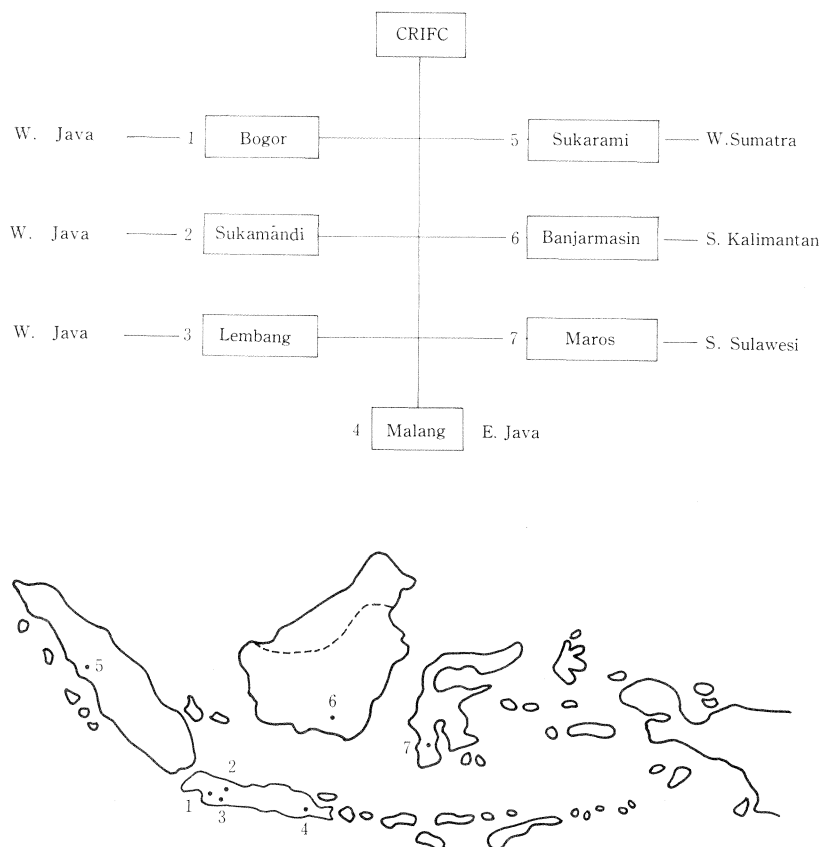 CRIFC
W. Java 1 Bogor 5 Sukarami W.Sumatra
W. Java 2 Sukamandi 6 Banjarmasin S. Kalimantan
W. Java 3 Lembang 7 Maros S. Sulawesi
4 Malang E. Java
5
6
7
2
1
3
4